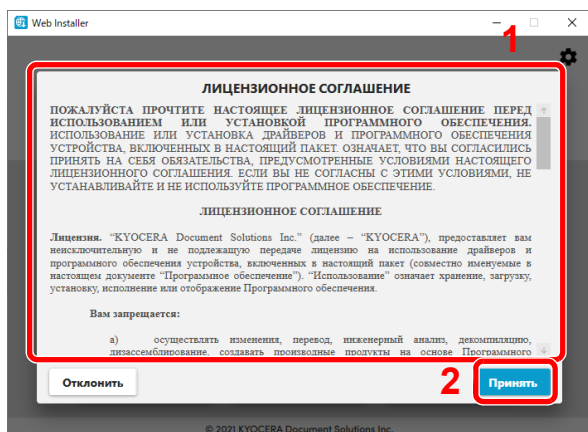 Web Installer
1
ЛИЦЕНЗИОННОЕ СОГЛАШЕНИЕ
ПОЖАЛУЙСТА ПРОЧТИТЕ НАСТОЯЩЕЕ ЛИЦЕНЗИОННОЕ СОГЛАШЕНИЕ ПЕРЕД
ИСПОЛЬЗОВАНИЕМ ИЛИ УСТАНОВКОЙ ПРОГРАММНОГО ОБЕСПЕЧЕНИЯ.
ИСПОЛЬЗОВАНИЕ ИЛИ УСТАНОВКА ДРАЙВЕРОВ И ПРОГРАММНОГО ОБЕСПЕЧЕНИЯ
УСТРОЙСТВА, ВКЛЮЧЕННЫХ В НАСТОЯЩИЙ ПАКЕТ. ОЗНАЧАЕТ, ЧТО ВЫ СОГЛАСИЛИСЬ
ПРИНЯТЬ НА СЕБЯ ОБЯЗАТЕЛЬСТВА, ПРЕДУСМОТРЕННЫЕ УСЛОВИЯМИ НАСТОЯЩЕГО
ЛИЦЕНЗИОННОГО СОГЛАШЕНИЯ. ЕСЛИ ВЫ НЕ СОГЛАСНЫ С ЭТИМИ УСЛОВИЯМИ, НЕ
УСТАНАВЛИВАЙТЕ И НЕ ИСПОЛЬЗУЙТЕ ПРОГРАММНОЕ ОБЕСПЕЧЕНИЕ.
ЛИЦЕНЗИОННОЕ СОГЛАШЕНИЕ
Лицензия. “KYOCERA Document Solutions Inc.” (далее – “KYOCERA”), предоставляет вам
неисключительную и не подлежащую передаче лицензию на использование драйверов и
программного обеспечения устройства, включенных в настоящий пакет (совместно именуемые в
настоящем документе “Программное обеспечение”). “Использование” означает хранение, загрузку,
установку, исполнение или отображение Программного обеспечения.
Вам запрещается:
а) осуществлять изменения, перевод, инженерный анализ, декомпиляцию,
дизассемблирование, создавать производные продукты на основе Программного
Отклонить
2
Принять
© 2021 KYOCERA Document Solutions Inc.